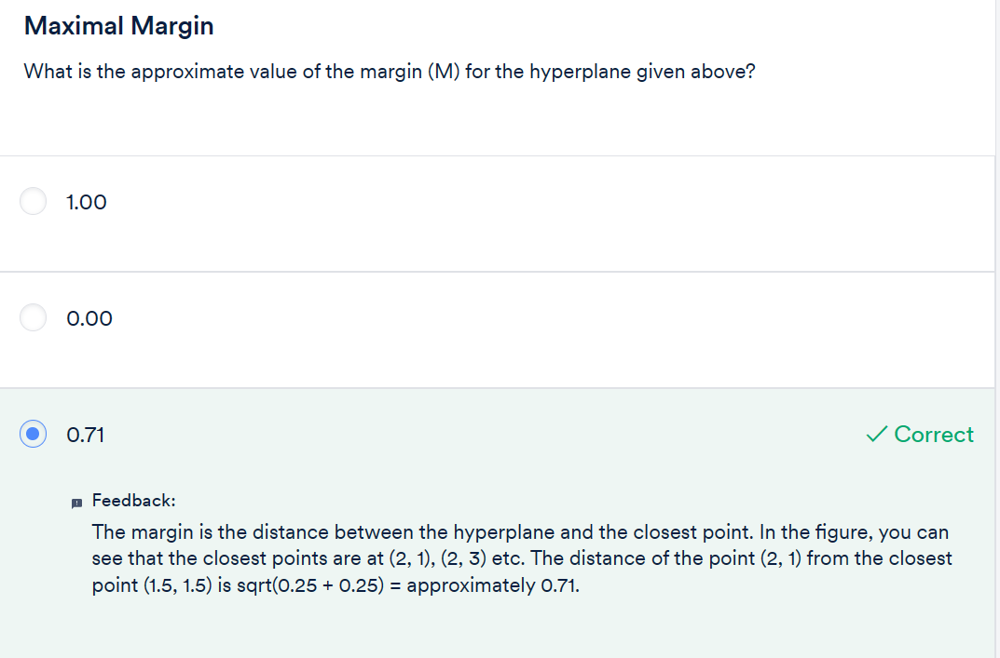 Maximal Margin
What is the approximate value of the margin (M) for the hyperplane given above?
1.00
0.00
0.71
Correct
Feedback:
The margin is the distance between the hyperplane and the closest point. In the figure, you can
see that the closest points are at (2, 1), (2, 3) etc. The distance of the point (2, 1) from the closest
point (1.5, 1.5) is sqrt(0.25 + 0.25) = approximately 0.71.